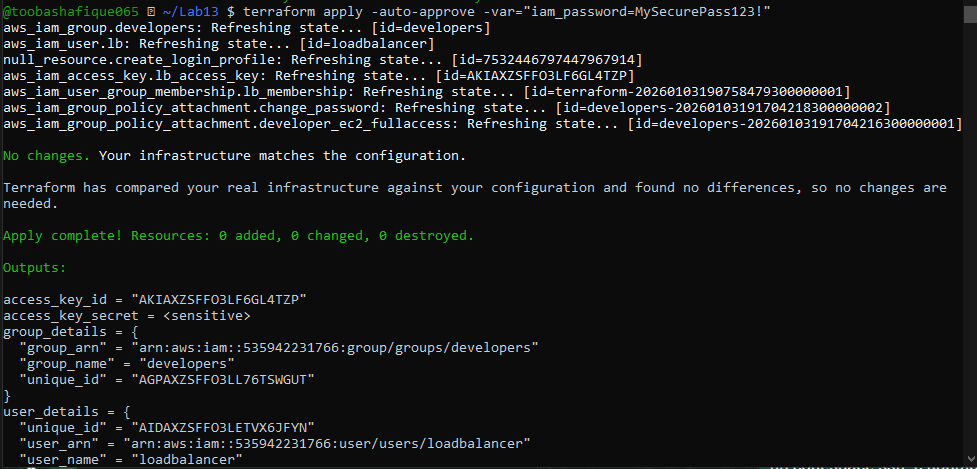 @toobashafique065 ~/Lab13 $ terraform apply -auto-approve -var="iam_password=MySecurePass123!"
aws_iam_group.developers: Refreshing state... [id=developers]
aws_iam_user.lb: Refreshing state... [id=loadbalancer]
null_resource.create_login_profile: Refreshing state... [id=7532446797447967914]
aws_iam_access_key.lb_access_key: Refreshing state... [id=AKIAXZSFFO3LF6GL4TZP]
aws_iam_user_group_membership.lb_membership: Refreshing state... [id=terraform-20260103190758479300000001]
aws_iam_group_policy_attachment.change_password: Refreshing state... [id=developers-20260103191704218300000002]
aws_iam_group_policy_attachment.developer_ec2_fullaccess: Refreshing state... [id=developers-20260103191704216300000001]
No changes. Your infrastructure matches the configuration.
Terraform has compared your real infrastructure against your configuration and found no differences, so no changes are
needed.
Apply complete! Resources: 0 added, 0 changed, 0 destroyed.
Outputs:
access_key_id = "AKIAXZSFFO3LF6GL4TZP"
access_key_secret = <sensitive>
group_details = {
  "group_arn" = "arn:aws:iam::535942231766:group/groups/developers"
  "group_name" = "developers"
  "unique_id" = "AGPAXZSFFO3LL76TSWGUT"
}
user_details = {
  "unique_id" = "AIDAXZSFFO3LETVX6JFYN"
  "user_arn" = "arn:aws:iam::535942231766:user/users/loadbalancer"
  "user_name" = "loadbalancer"